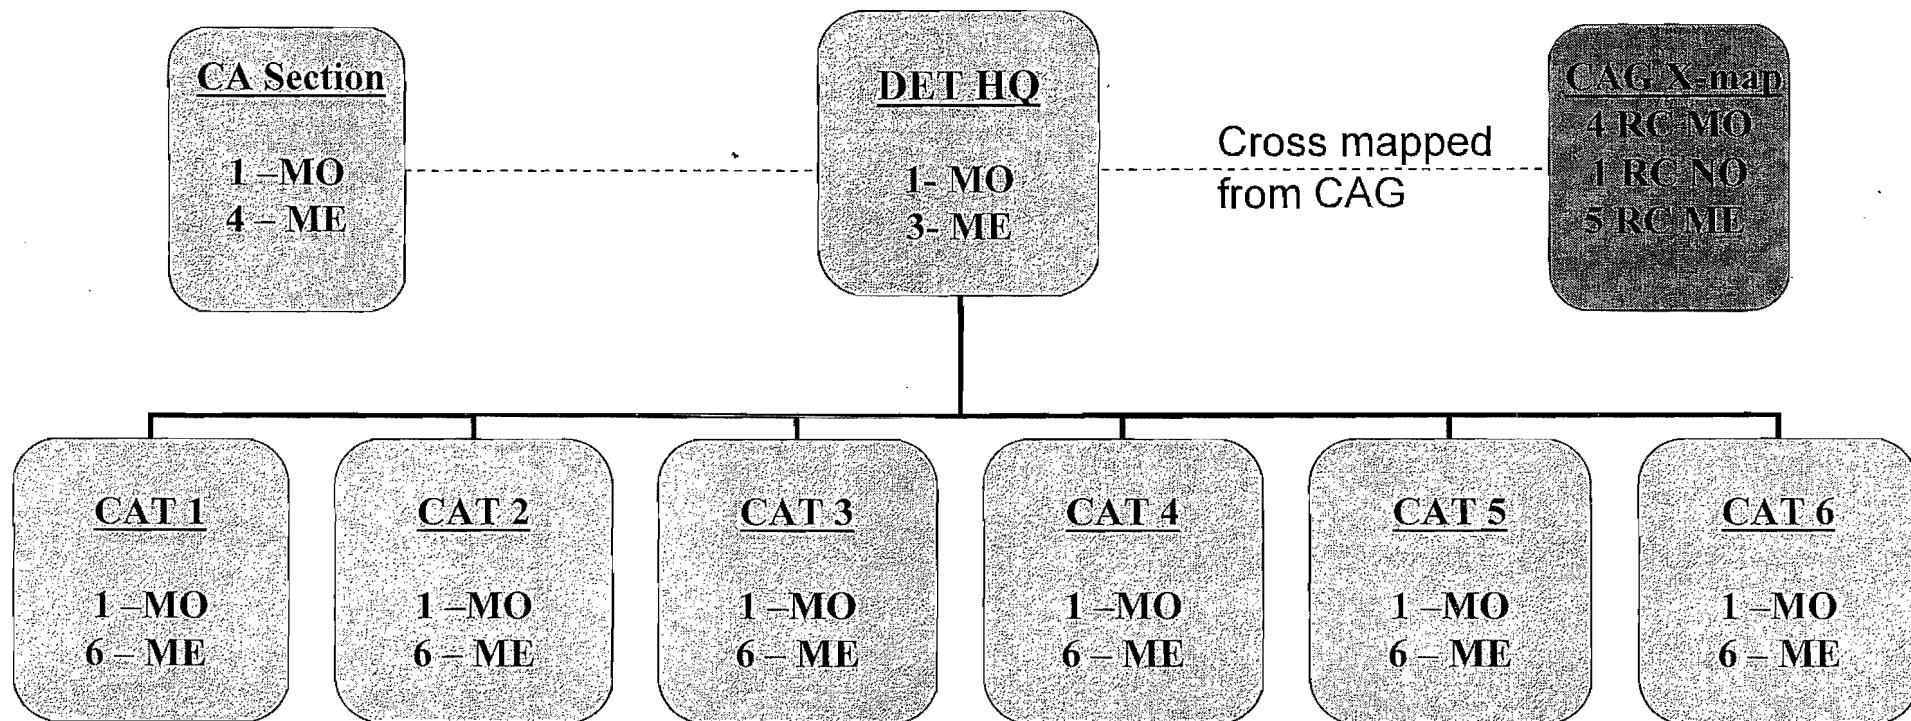 CA Section
1 –MO
4 – ME
DET HQ
1- MO
3- ME
Cross mapped
from CAG
CAG X-map
4 RC MO
1 RC NO
5 RC ME
CAT 1
1 –MO
6 – ME
CAT 2
1 –MO
6 – ME
CAT 3
1 –MO
6 – ME
CAT 4
1 –MO
6 – ME
CAT 5
1 –MO
6 – ME
CAT 6
1 –MO
6 – ME